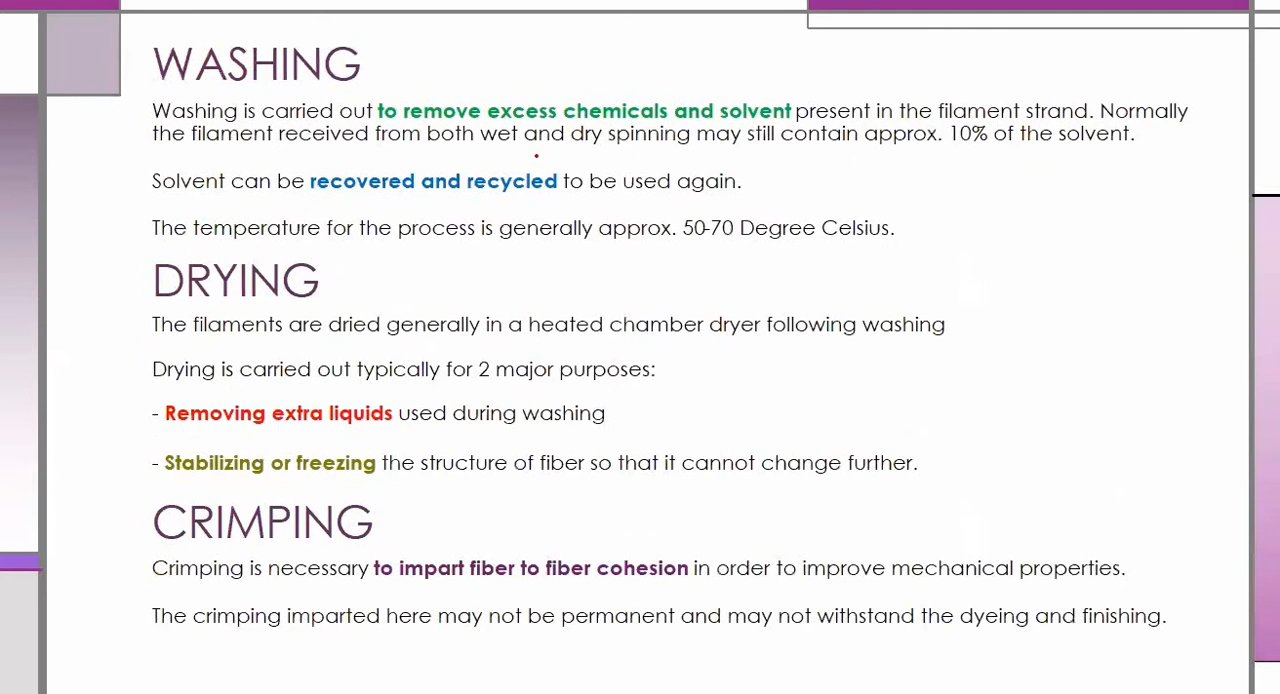 WASHING
Washing is carried out to remove excess chemicals and solvent present in the filament strand. Normally
the filament received from both wet and dry spinning may still contain approx. 10% of the solvent.
Solvent can be recovered and recycled to be used again.
The temperature for the process is generally approx. 50-70 Degree Celsius.
DRYING
The filaments are dried generally in a heated chamber dryer following washing
Drying is carried out typically for 2 major purposes:
- Removing extra liquids used during washing
- Stabilizing or freezing the structure of fiber so that it cannot change further.
CRIMPING
Crimping is necessary to impart fiber to fiber cohesion in order to improve mechanical properties.
The crimping imparted here may not be permanent and may not withstand the dyeing and finishing.